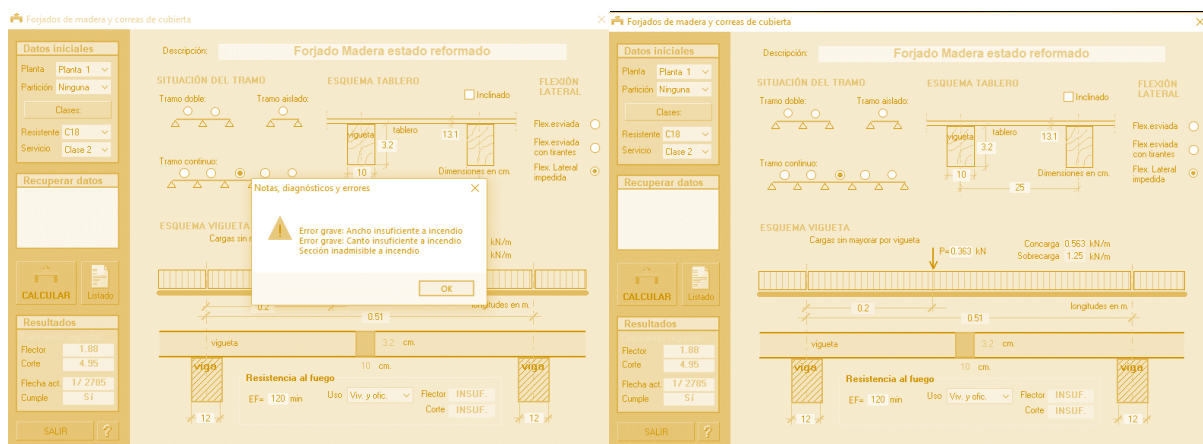 Forjados de madera y correas de cubierta
Datos iniciales
Planta Planta 1
Partición Ninguna
Clases:
Resistente C18
Servicio Clase 2
Recuperar datos
CALCULAR Listado
Resultados
Flector 1.88
Corte 4.95
Flecha act. 1/ 2785
Cumple Sí
SALIR ?
Descripción: Forjado Madera estado reformado
SITUACIÓN DEL TRAMO
Tramo doble: Tramo aislado:
Tramo continuo:
ESQUEMA TABLERO
Inclinado
vigueta tablero 13.1
3.2
10 Dimensiones en cm.
FLEXIÓN
LATERAL
Flex.esviada
Flex.esviada
con tirantes
Flex. Lateral
impedida
Notas, diagnósticos y errores
Error grave: Ancho insuficiente a incendio
Error grave: Canto insuficiente a incendio
Sección inadmisible a incendio
OK
ESQUEMA VIGUETA
Cargas sin
kN/m
kN/m
0.2 longitudes en m.
0.51
vigueta 3.2 cm.
viga 10 cm. viga
Resistencia al fuego
EF= 120 min Uso Viv. y ofic. Flector INSUF.
Corte INSUF.
12 12
Forjados de madera y correas de cubierta
Datos iniciales
Planta Planta 1
Partición Ninguna
Clases:
Resistente C18
Servicio Clase 2
Recuperar datos
CALCULAR Listado
Resultados
Flector 1.88
Corte 4.95
Flecha act. 1/ 2785
Cumple Sí
SALIR ?
Descripción: Forjado Madera estado reformado
SITUACIÓN DEL TRAMO
Tramo doble: Tramo aislado:
Tramo continuo:
ESQUEMA TABLERO
Inclinado
vigueta tablero 13.1
3.2
10 Dimensiones en cm.
25
FLEXIÓN
LATERAL
Flex.esviada
Flex.esviada
con tirantes
Flex. Lateral
impedida
ESQUEMA VIGUETA
Cargas sin mayorar por vigueta
P= 0.363 kN
Concarga 0.563 kN/m
Sobrecarga 1.25 kN/m
0.2 longitudes en m.
0.51
vigueta 3.2 cm.
viga 10 cm. viga
Resistencia al fuego
EF= 120 min Uso Viv. y ofic. Flector INSUF.
Corte INSUF.
12 12